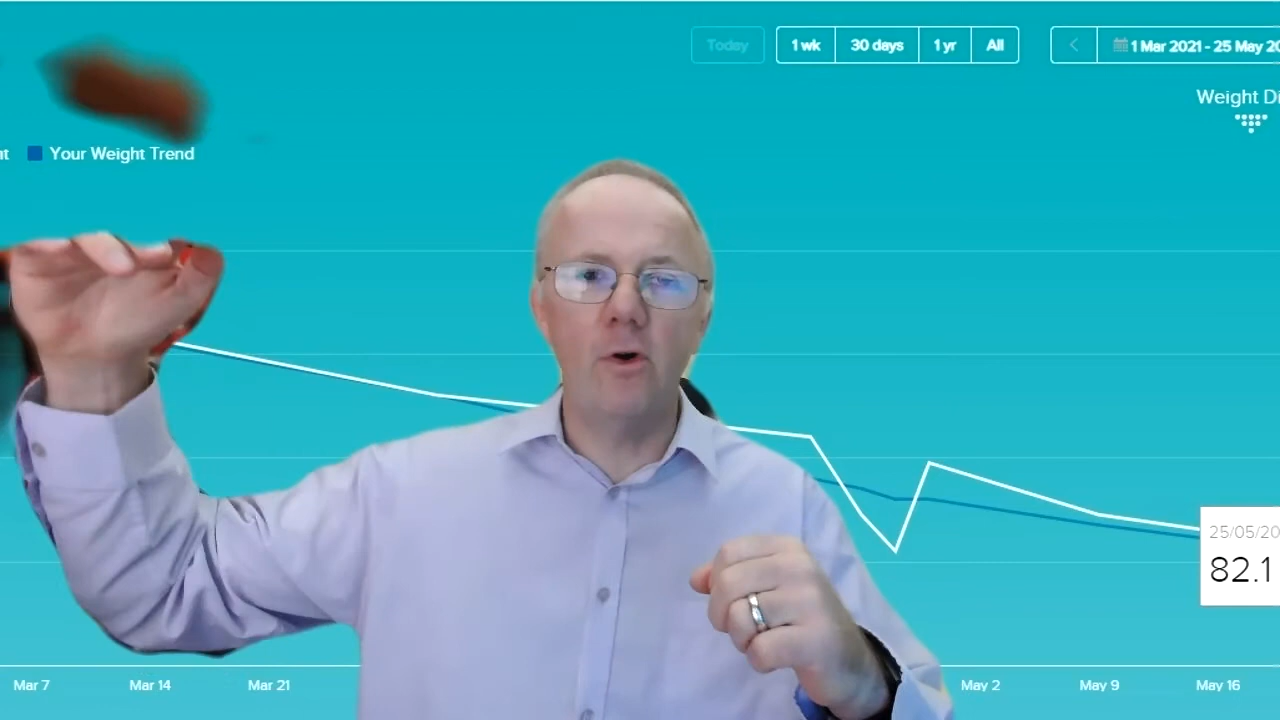 Today 1 wk 30 days 1 yr All 1 Mar 2021 - 25 May 20
Weight Di
nt Your Weight Trend
25/05/20
82.1
Mar 7 Mar 14 Mar 21 May 2 May 9 May 16